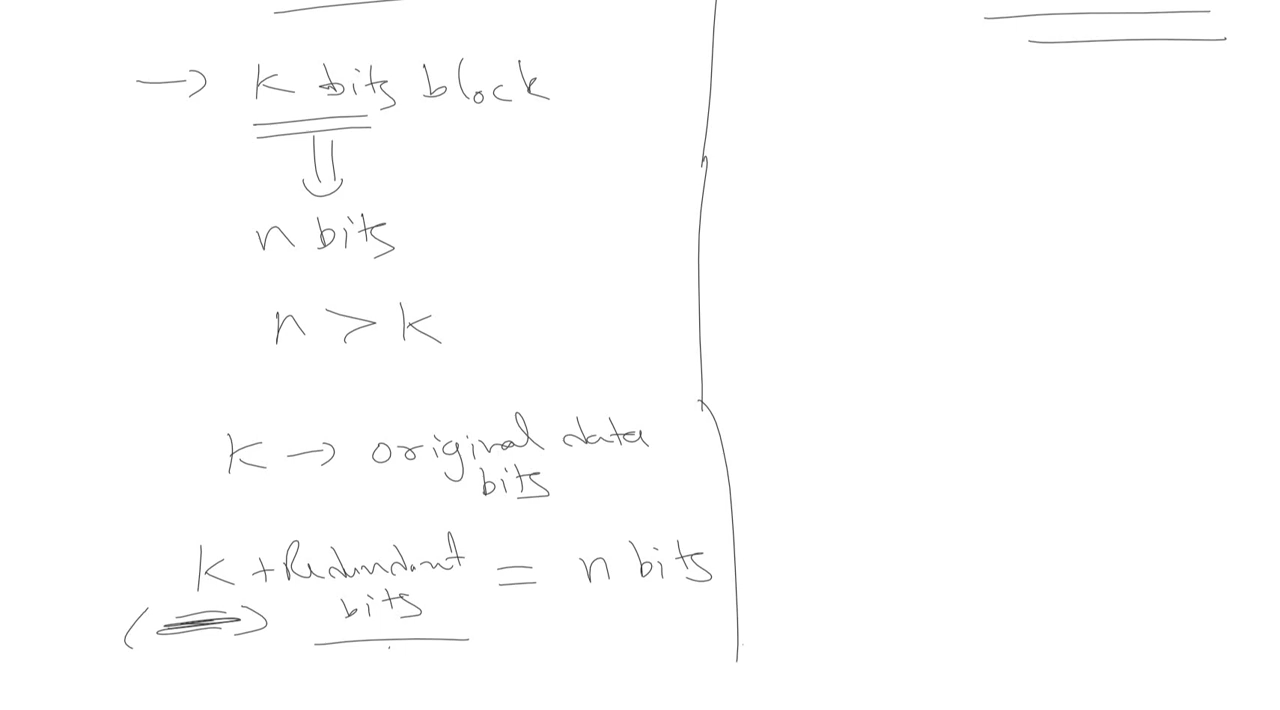 → k bits block
⇓
n bits
n > k
k → original data
bits
k + Redundant = n bits
bits